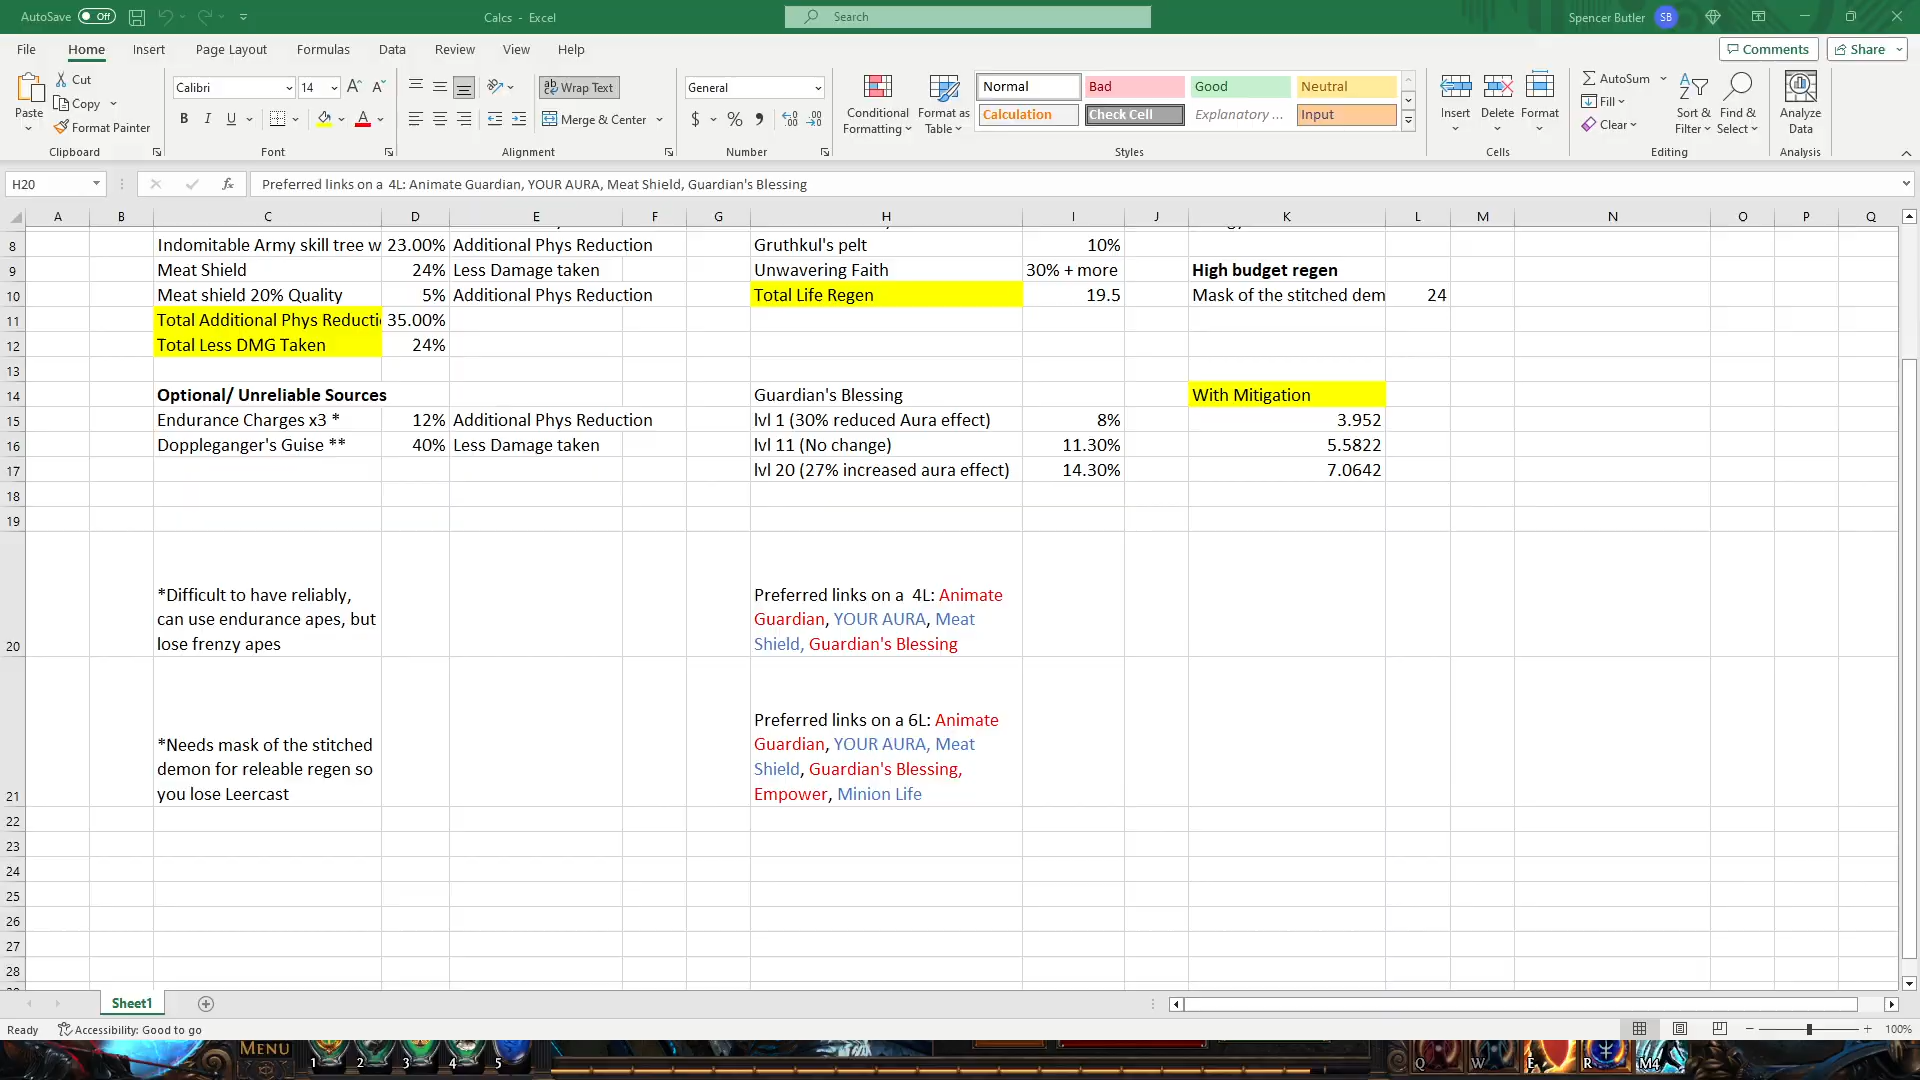 AutoSave Off
Calcs - Excel
Search
Spencer Butler SB
File Home Insert Page Layout Formulas Data Review View Help
Comments Share
Paste
Cut
Copy
Format Painter
Clipboard
Calibri 14
B I U
Font
Wrap Text
Merge & Center
Alignment
General
$ % 9
Number
Conditional Formatting
Format as Table
Normal Bad Good Neutral
Calculation Check Cell Explanatory ... Input
Styles
Insert Delete Format
Cells
AutoSum
Fill
Clear
Sort & Filter
Find & Select
Editing
Analyze Data
Analysis
H20 fx Preferred links on a 4L: Animate Guardian, YOUR AURA, Meat Shield, Guardian's Blessing
A B C D E F G H I J K L M N O P Q
8 Indomitable Army skill tree w 23.00% Additional Phys Reduction Gruthkul's pelt 10%
9 Meat Shield 24% Less Damage taken Unwavering Faith 30% + more High budget regen
10 Meat shield 20% Quality 5% Additional Phys Reduction Total Life Regen 19.5 Mask of the stitched dem 24
11 Total Additional Phys Reducti 35.00%
12 Total Less DMG Taken 24%
13
14 Optional/ Unreliable Sources Guardian's Blessing With Mitigation
15 Endurance Charges x3 * 12% Additional Phys Reduction lvl 1 (30% reduced Aura effect) 8% 3.952
16 Doppleganger's Guise ** 40% Less Damage taken lvl 11 (No change) 11.30% 5.5822
17 lvl 20 (27% increased aura effect) 14.30% 7.0642
18
19
*Difficult to have reliably, Preferred links on a 4L: Animate
can use endurance apes, but Guardian, YOUR AURA, Meat
20 lose frenzy apes Shield, Guardian's Blessing
Preferred links on a 6L: Animate
*Needs mask of the stitched Guardian, YOUR AURA, Meat
demon for releable regen so Shield, Guardian's Blessing,
21 you lose Leercast Empower, Minion Life
22
23
24
25
26
27
28
Sheet1
Ready Accessibility: Good to go 100%
MENU 1 2 3 4 5 Q W E R M4